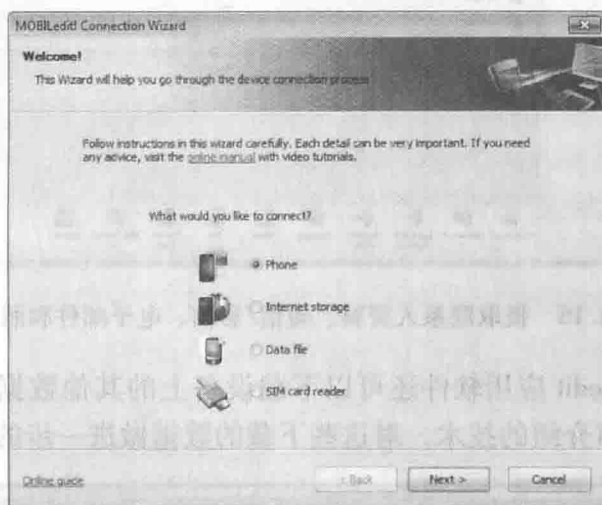 MOBILedit! Connection Wizard
Welcome!
This Wizard will help you go through the device connection process
Follow instructions in this wizard carefully. Each detail can be very important. If you need
any advice, visit the online manual with video tutorials.
What would you like to connect?
Phone
Internet storage
Data file
SIM card reader
Online guide
< Back
Next >
Cancel